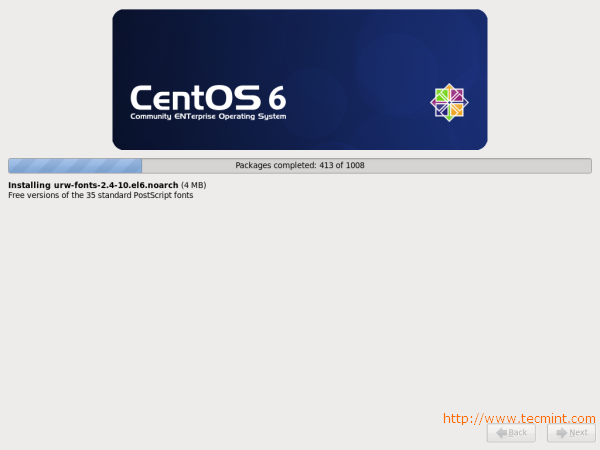 CentOS 6
Community ENTerprise Operating System
Packages completed: 413 of 1008
Installing urw-fonts-2.4-10.el6.noarch (4 MB)
Free versions of the 35 standard PostScript fonts
http://www.tecmint.com
Back
Next